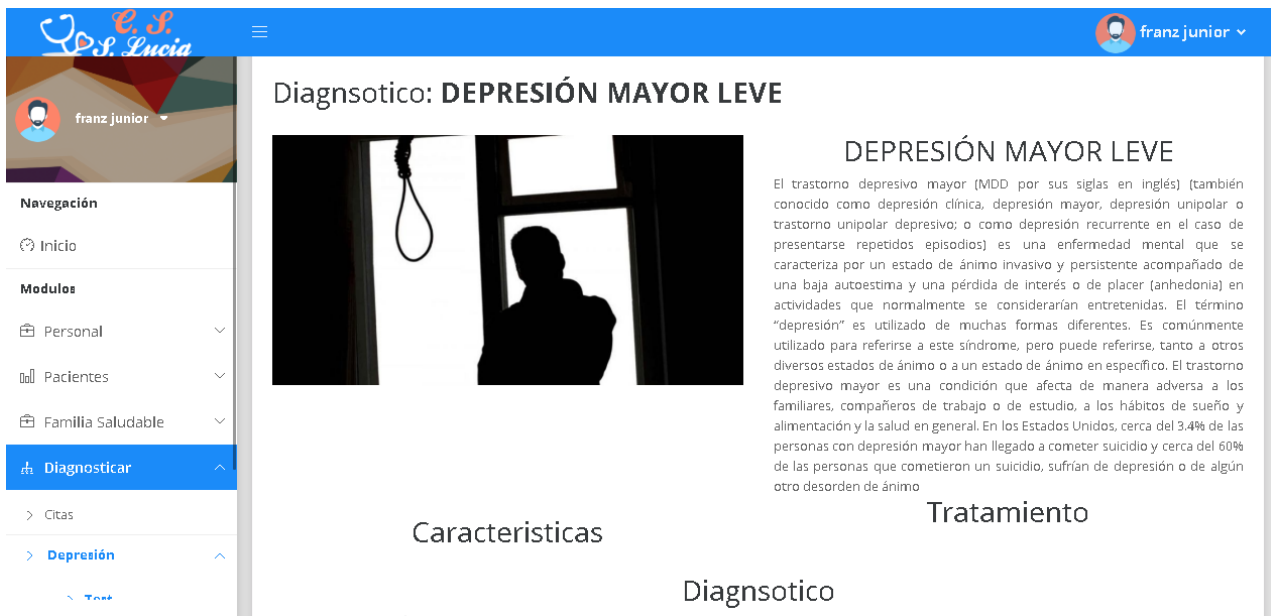 C. S.
S. Lucia
franz junior
franz junior
Navegación
Inicio
Modulos
Personal
Pacientes
Familia Saludable
Diagnosticar
Citas
Depresión
Test
Diagnsotico: DEPRESIÓN MAYOR LEVE
DEPRESIÓN MAYOR LEVE
El trastorno depresivo mayor (MDD por sus siglas en inglés) (también
conocido como depresión clínica, depresión mayor, depresión unipolar o
trastorno unipolar depresivo; o como depresión recurrente en el caso de
presentarse repetidos episodios) es una enfermedad mental que se
caracteriza por un estado de ánimo invasivo y persistente acompañado de
una baja autoestima y una pérdida de interés o de placer (anhedonia) en
actividades que normalmente se considerarían entretenidas. El término
“depresión” es utilizado de muchas formas diferentes. Es comúnmente
utilizado para referirse a este síndrome, pero puede referirse, tanto a otros
diversos estados de ánimo o a un estado de ánimo en específico. El trastorno
depresivo mayor es una condición que afecta de manera adversa a los
familiares, compañeros de trabajo o de estudio, a los hábitos de sueño y
alimentación y la salud en general. En los Estados Unidos, cerca del 3.4% de las
personas con depresión mayor han llegado a cometer suicidio y cerca del 60%
de las personas que cometieron un suicidio, sufrían de depresión o de algún
otro desorden de ánimo
Caracteristicas
Tratamiento
Diagnsotico